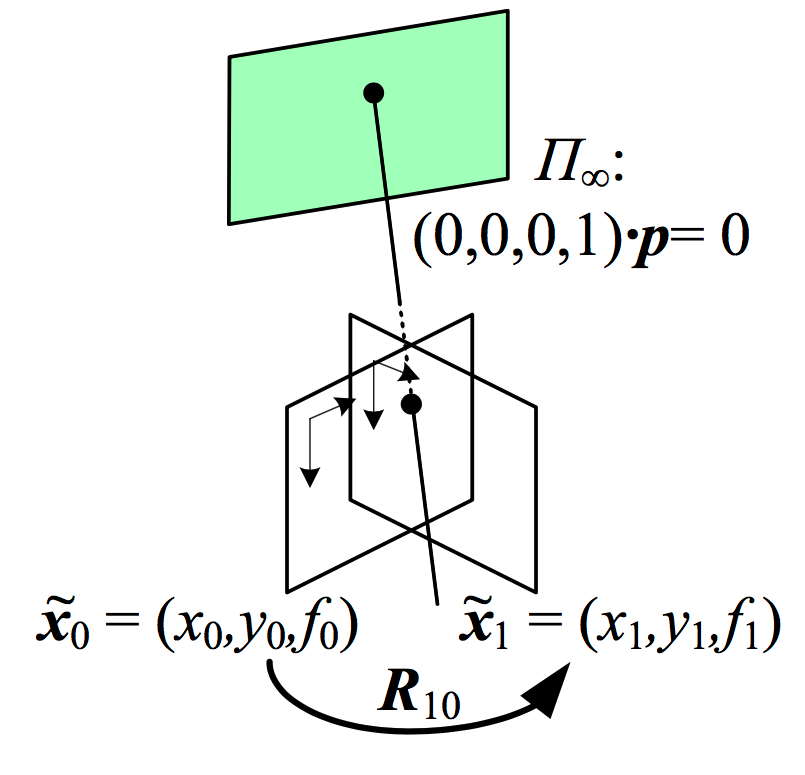 Π∞:
(0,0,0,1)•p= 0
x̃₀ = (x₀,y₀,f₀)
x̃₁ = (x₁,y₁,f₁)
R₁₀